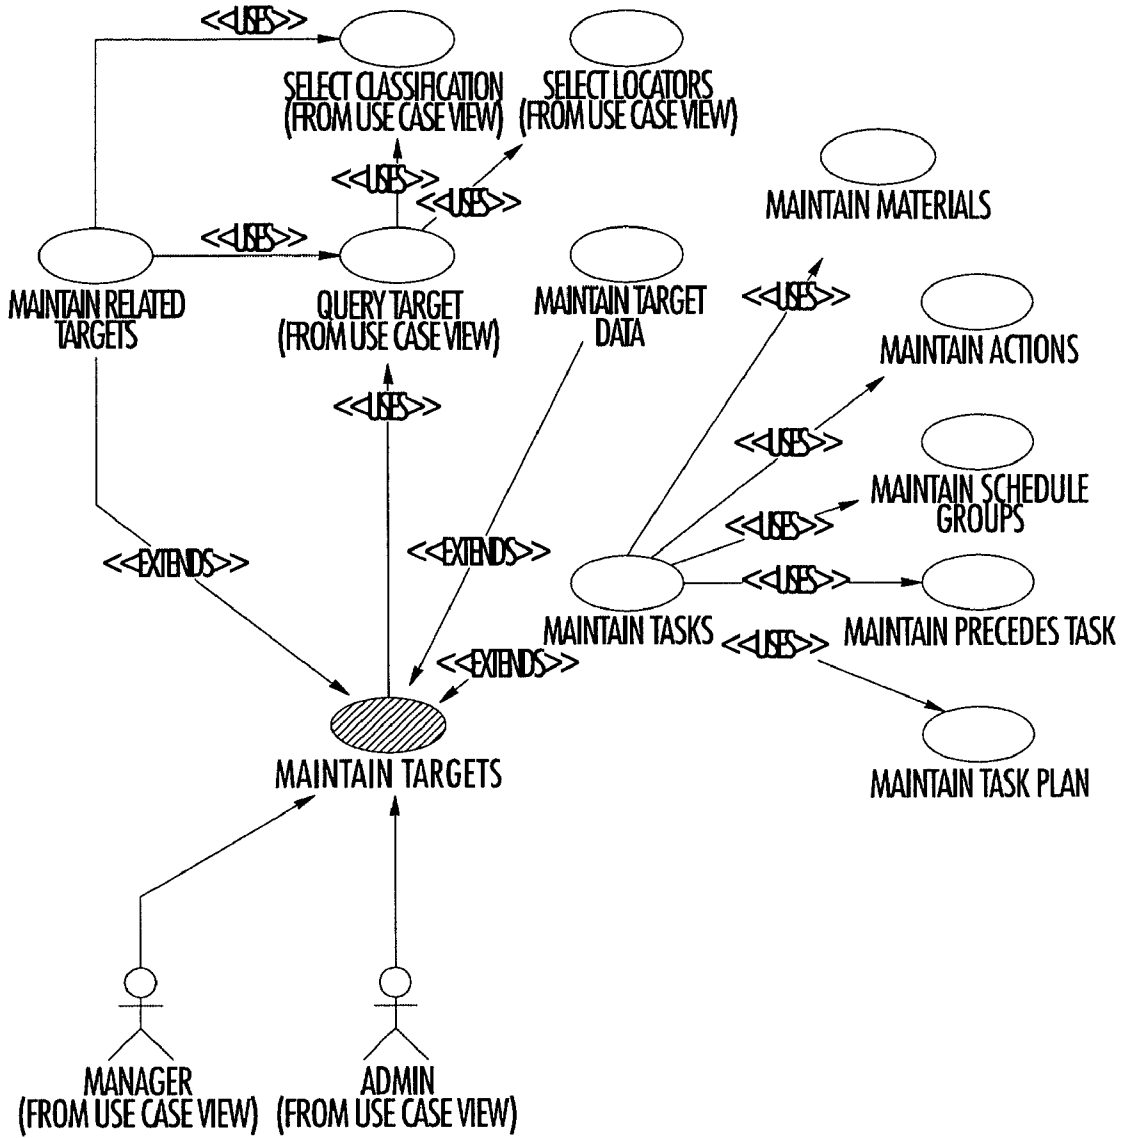 <<USES>>
SELECT CLASSIFICATION
(FROM USE CASE VIEW)
SELECT LOCATORS
(FROM USE CASE VIEW)
<<USES>>
<<USES>>
MAINTAIN MATERIALS
<<USES>>
MAINTAIN RELATED
TARGETS
QUERY TARGET
(FROM USE CASE VIEW)
MAINTAIN TARGET
DATA
<<USES>>
MAINTAIN ACTIONS
<<USES>>
<<USES>>
MAINTAIN SCHEDULE
GROUPS
<<USES>>
<<EXTENDS>>
<<EXTENDS>>
<<USES>>
MAINTAIN TASKS
MAINTAIN PRECEDES TASK
<<USES>>
<<EXTENDS>>
MAINTAIN TARGETS
MAINTAIN TASK PLAN
MANAGER
(FROM USE CASE VIEW)
ADMIN
(FROM USE CASE VIEW)